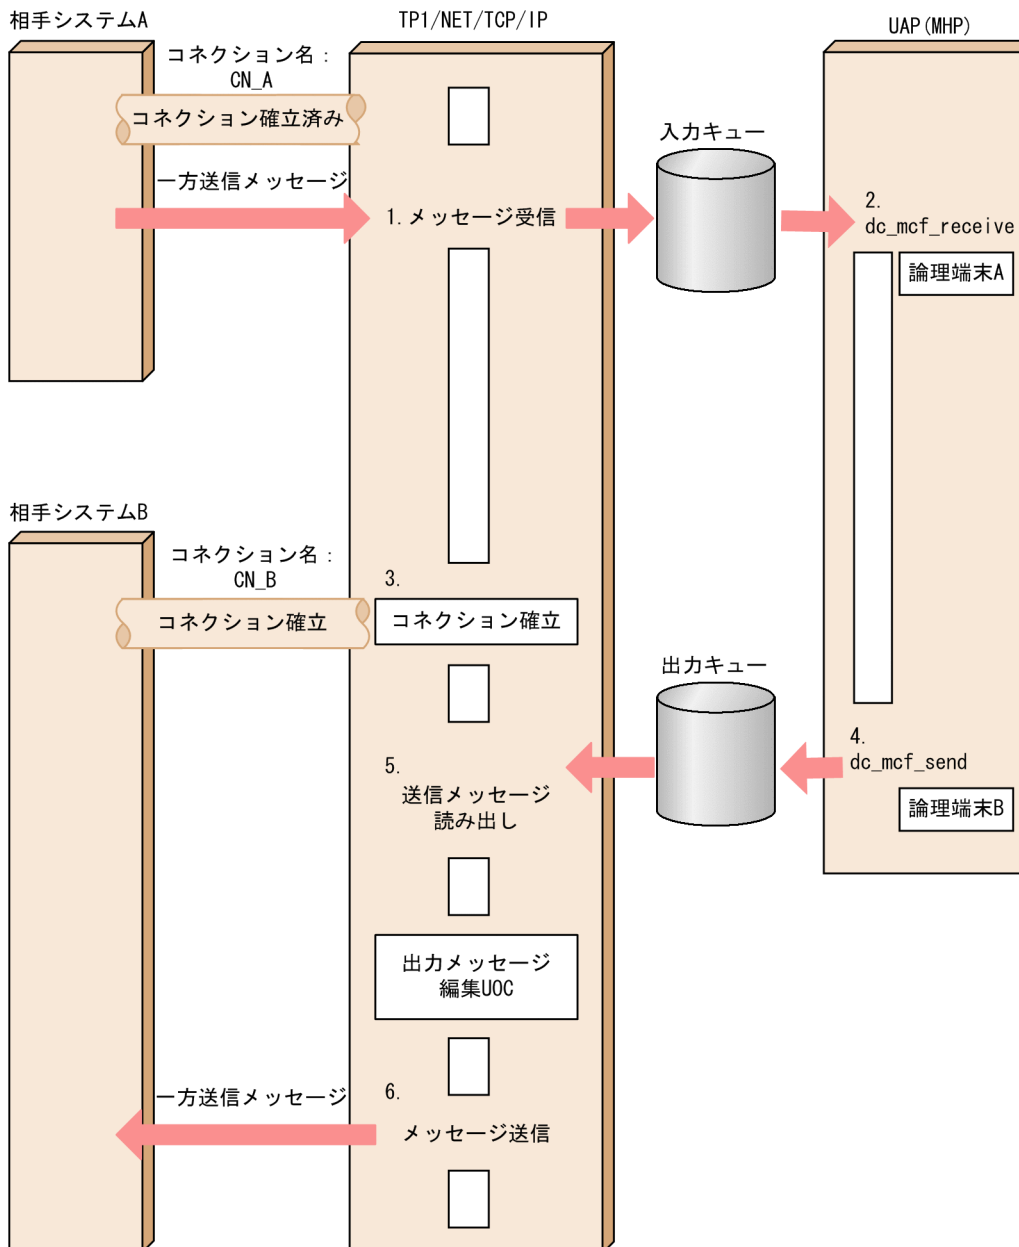 相手システムA
TP1/NET/TCP/IP
UAP(MHP)
コネクション名：
CN_A
コネクション確立済み
入力キュー
一方送信メッセージ
1. メッセージ受信
2.
dc_mcf_receive
論理端末A
相手システムB
コネクション名：
CN_B
3.
コネクション確立
コネクション確立
出力キュー
4.
dc_mcf_send
5.
送信メッセージ
読み出し
論理端末B
出力メッセージ
編集UOC
一方送信メッセージ
6.
メッセージ送信